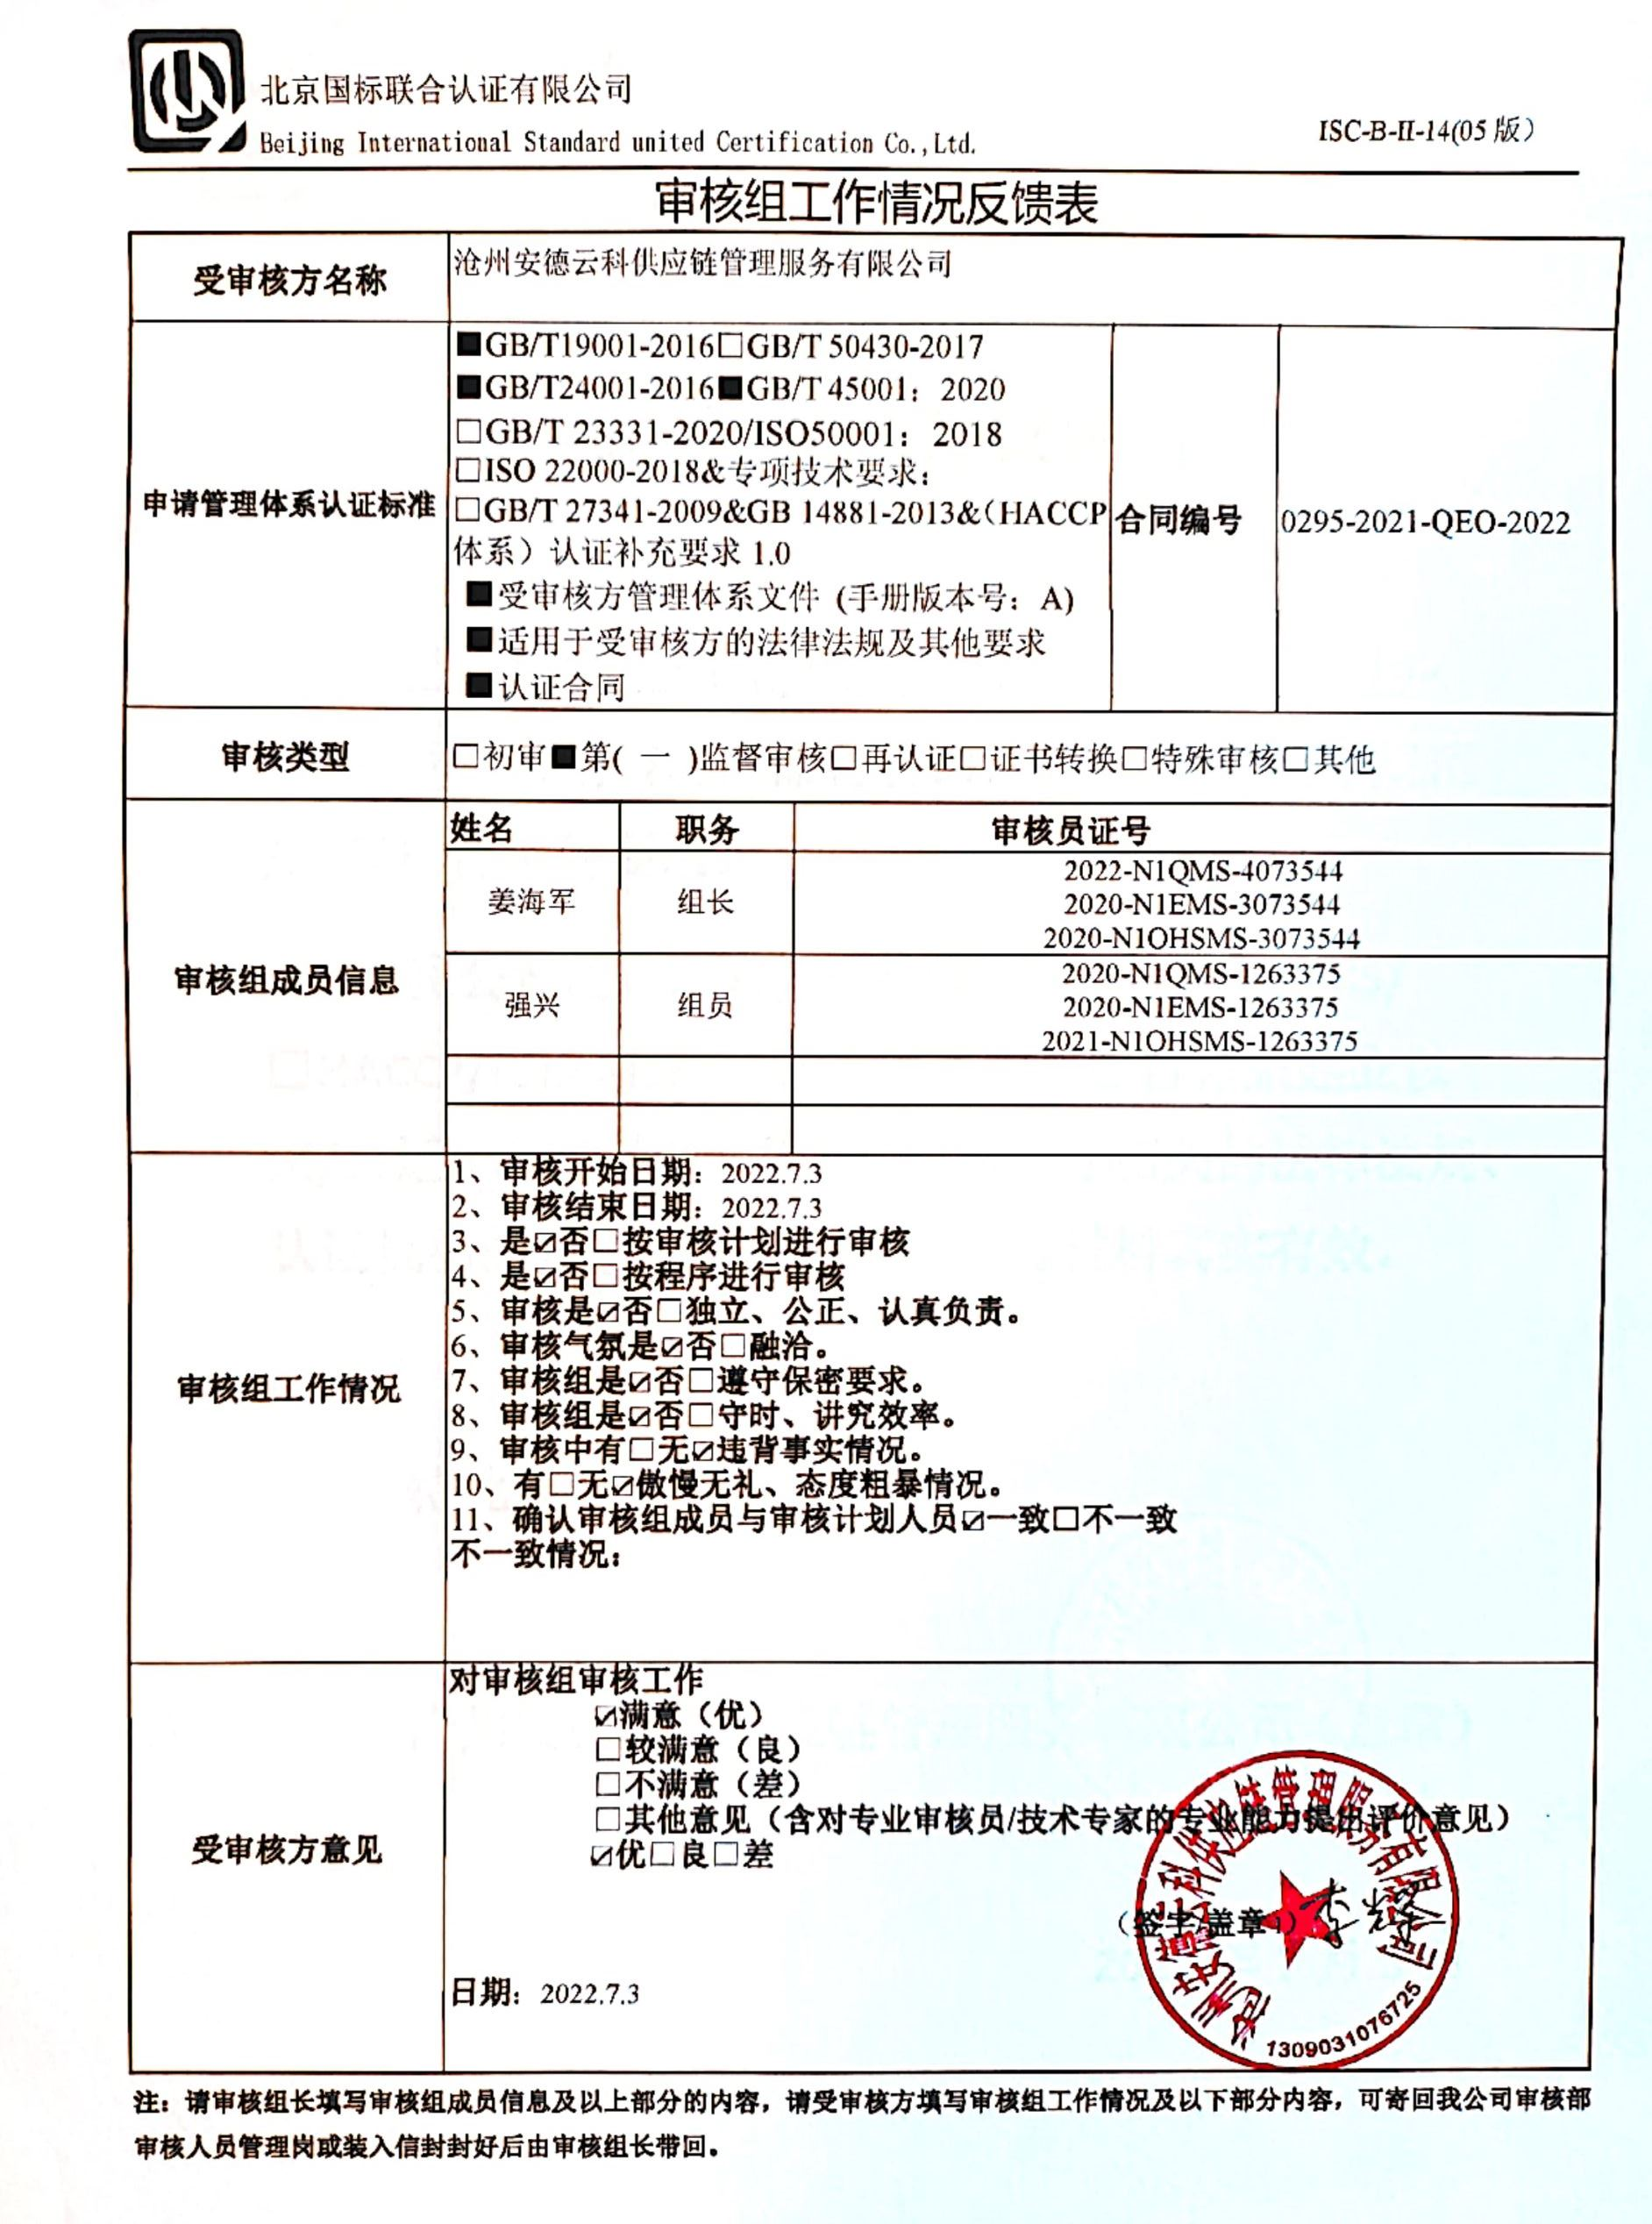 北京国标联合认证有限公司
Beijing International Standard united Certification Co.,Ltd.
ISC-B-II-14(05 版)
审核组工作情况反馈表
受审核方名称
沧州安德云科供应链管理服务有限公司
申请管理体系认证标准
■GB/T19001-2016□GB/T 50430-2017
■GB/T24001-2016■GB/T 45001：2020
□GB/T 23331-2020/ISO50001：2018
□ISO 22000-2018&专项技术要求：
□GB/T 27341-2009&GB 14881-2013&（HACCP
体系）认证补充要求 1.0
■受审核方管理体系文件 (手册版本号：A)
■适用于受审核方的法律法规及其他要求
■认证合同
合同编号
0295-2021-QEO-2022
审核类型
□初审■第( 一 )监督审核□再认证□证书转换□特殊审核□其他
审核组成员信息
姓名 职务 审核员证号
姜海军 组长
2022-N1QMS-4073544
2020-N1EMS-3073544
2020-N1OHSMS-3073544
强兴 组员
2020-N1QMS-1263375
2020-N1EMS-1263375
2021-N1OHSMS-1263375
审核组工作情况
1、审核开始日期：2022.7.3
2、审核结束日期：2022.7.3
3、是☑否□按审核计划进行审核
4、是☑否□按程序进行审核
5、审核是☑否□独立、公正、认真负责。
6、审核气氛是☑否□融洽。
7、审核组是☑否□遵守保密要求。
8、审核组是☑否□守时、讲究效率。
9、审核中有□无☑违背事实情况。
10、有□无☑傲慢无礼、态度粗暴情况。
11、确认审核组成员与审核计划人员☑一致□不一致
不一致情况：
受审核方意见
对审核组审核工作
☑满意（优）
□较满意（良）
□不满意（差）
□其他意见（含对专业审核员/技术专家的专业能力提出评价意见）
☑优□良□差
（签字/盖章）
沧州安德云科供应链管理服务有限公司
1309031076725
日期：2022.7.3
注：请审核组长填写审核组成员信息及以上部分的内容，请受审核方填写审核组工作情况及以下部分内容，可寄回我公司审核部
审核人员管理岗或装入信封封好后由审核组长带回。